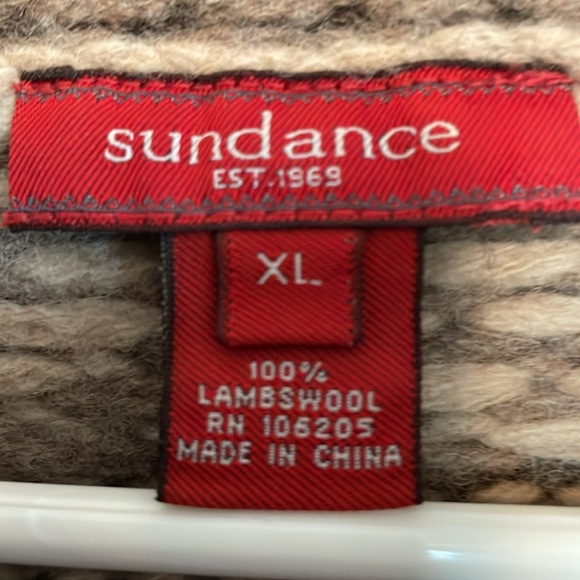 sundance
EST.1969
XL
100%
LAMBSWOOL
RN 106205
MADE IN CHINA